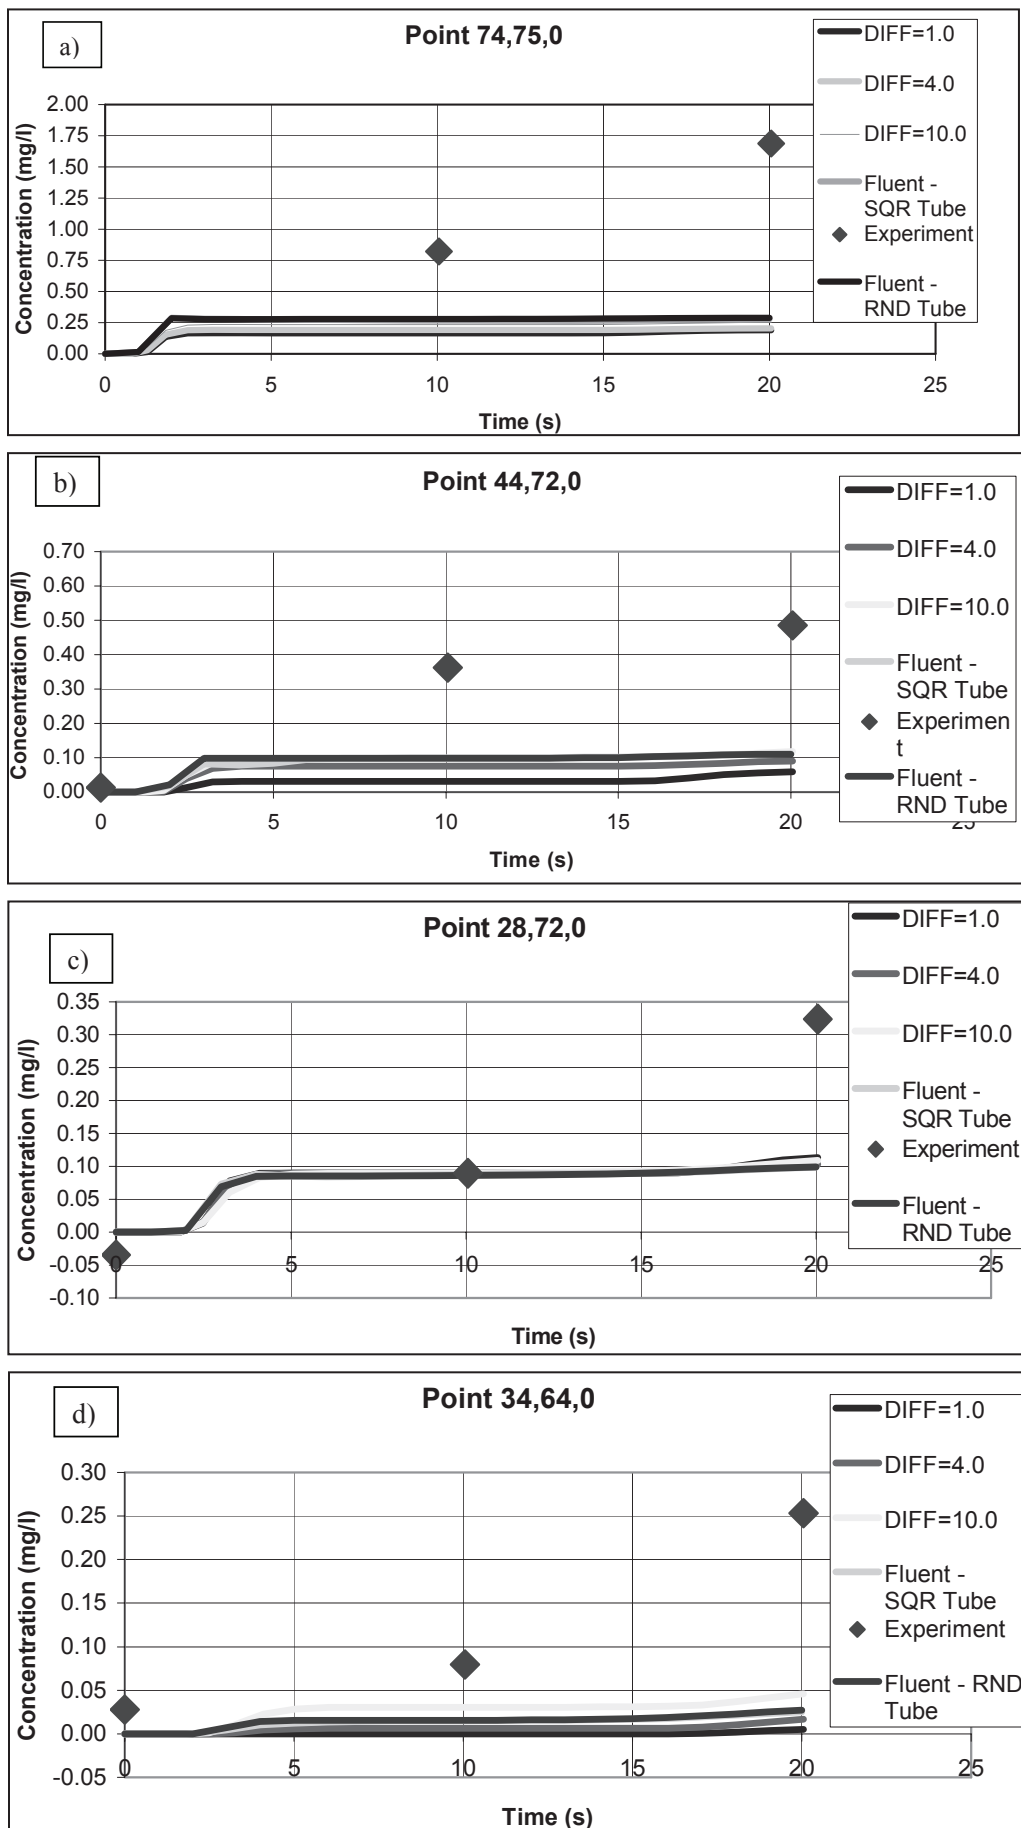 a)
Point 74,75,0
Concentration (mg/l)
2.00
1.75
1.50
1.25
1.00
0.75
0.50
0.25
0.00
0 5 10 15 20 25
Time (s)
DIFF=1.0
DIFF=4.0
DIFF=10.0
Fluent -
SQR Tube
Experiment
Fluent -
RND Tube
b)
Point 44,72,0
Concentration (mg/l)
0.70
0.60
0.50
0.40
0.30
0.20
0.10
0.00
0 5 10 15 20 25
Time (s)
DIFF=1.0
DIFF=4.0
DIFF=10.0
Fluent -
SQR Tube
Experimen
t
Fluent -
RND Tube
c)
Point 28,72,0
Concentration (mg/l)
0.35
0.30
0.25
0.20
0.15
0.10
0.05
0.00
-0.05
-0.10
0 5 10 15 20 25
Time (s)
DIFF=1.0
DIFF=4.0
DIFF=10.0
Fluent -
SQR Tube
Experiment
Fluent -
RND Tube
d)
Point 34,64,0
Concentration (mg/l)
0.30
0.25
0.20
0.15
0.10
0.05
0.00
-0.05
0 5 10 15 20 25
Time (s)
DIFF=1.0
DIFF=4.0
DIFF=10.0
Fluent -
SQR Tube
Experiment
Fluent - RND
Tube